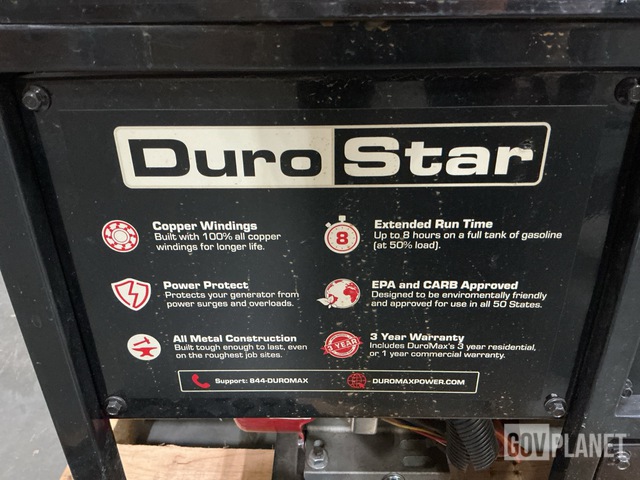 DuroStar
Copper Windings
Built with 100% all copper
windings for longer life.
Power Protect
Protects your generator from
power surges and overloads.
All Metal Construction
Built tough enough to last, even
on the roughest job sites.
8
Extended Run Time
Up to 8 hours on a full tank of gasoline
(at 50% load).
EPA and CARB Approved
Designed to be enviromentally friendly
and approved for use in all 50 States.
3 YEAR
3 Year Warranty
Includes DuroMax's 3 year residential,
or 1 year commercial warranty.
Support: 844-DUROMAX
DUROMAXPOWER.COM
GOVPLANET